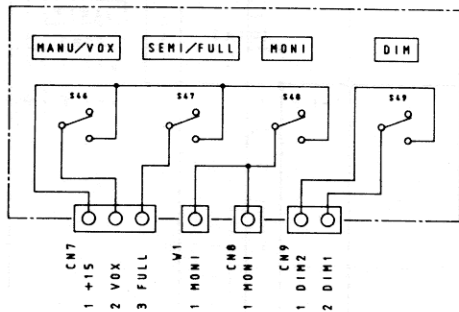 MANU/VOX SEMI/FULL MONI DIM
S46 S47 S48 S49
CN7 W1 CN8 CN9
1 +15
2 VOX
3 FULL
1 MONI
1 MONI
1 DIM2
2 DIM1